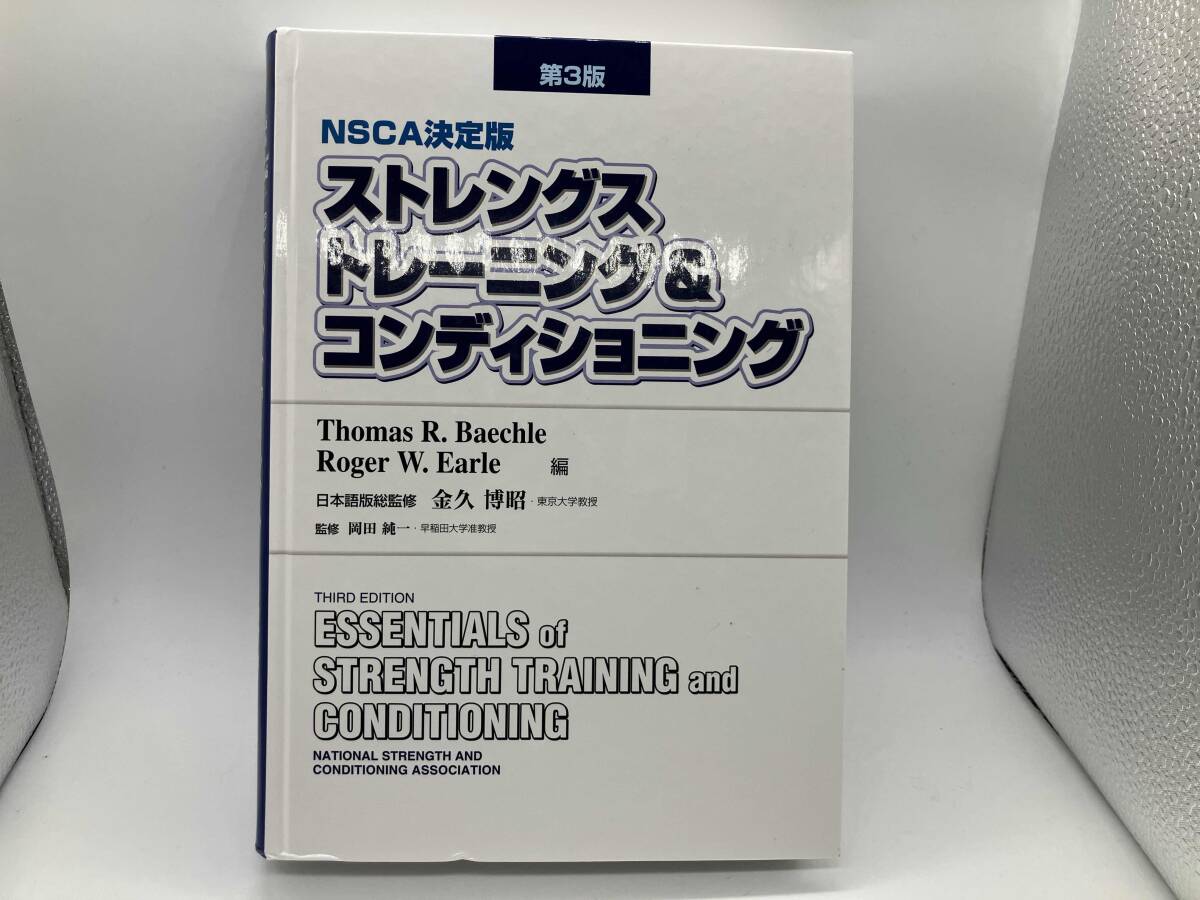 第3版
NSCA決定版
ストレングス
トレーニング&
コンディショニング
Thomas R. Baechle
Roger W. Earle 編
日本語版総監修 金久 博昭・東京大学教授
監修 岡田 純一・早稲田大学准教授
THIRD EDITION
ESSENTIALS of
STRENGTH TRAINING and
CONDITIONING
NATIONAL STRENGTH AND
CONDITIONING ASSOCIATION